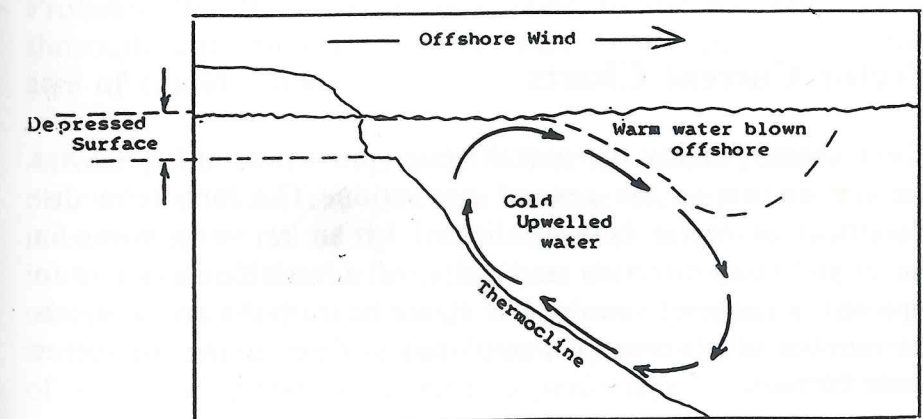 Offshore Wind
Depressed
Surface
Warm water blown
offshore
Cold
Upwelled
water
Thermocline